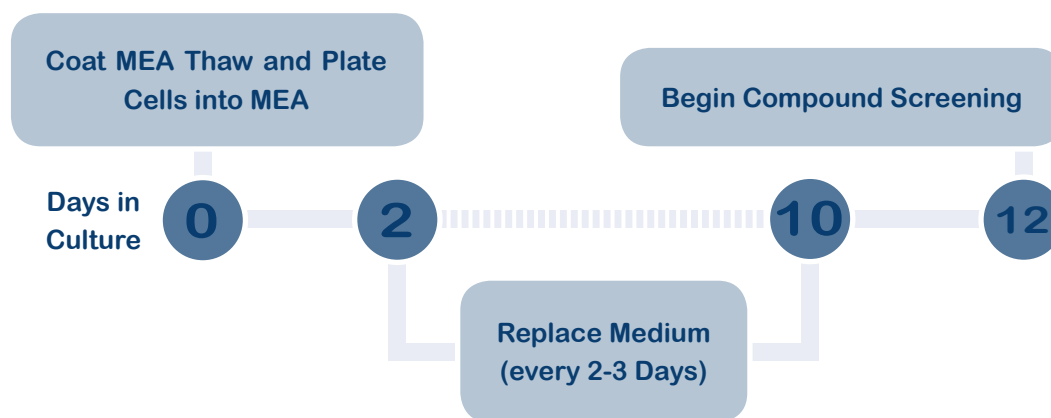 Coat MEA Thaw and Plate
Cells into MEA
Begin Compound Screening
Days in
Culture
0
2
10
12
Replace Medium
(every 2-3 Days)